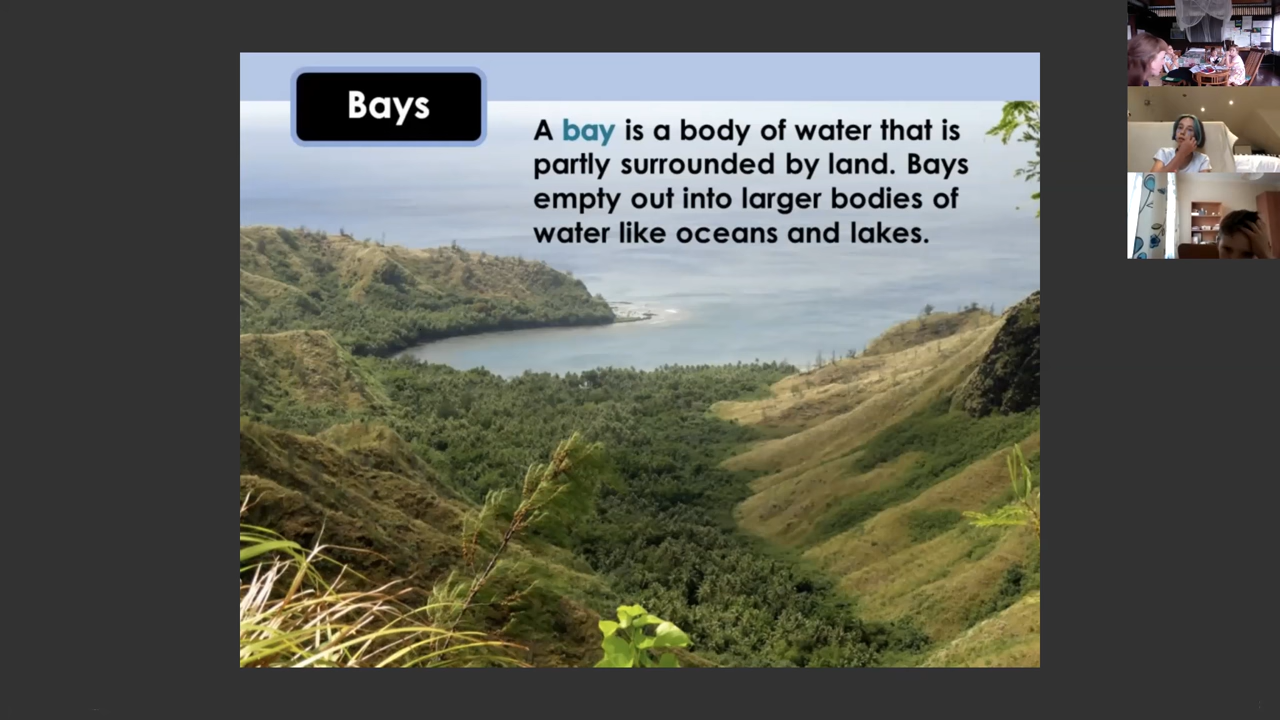 Bays
A bay is a body of water that is
partly surrounded by land. Bays
empty out into larger bodies of
water like oceans and lakes.